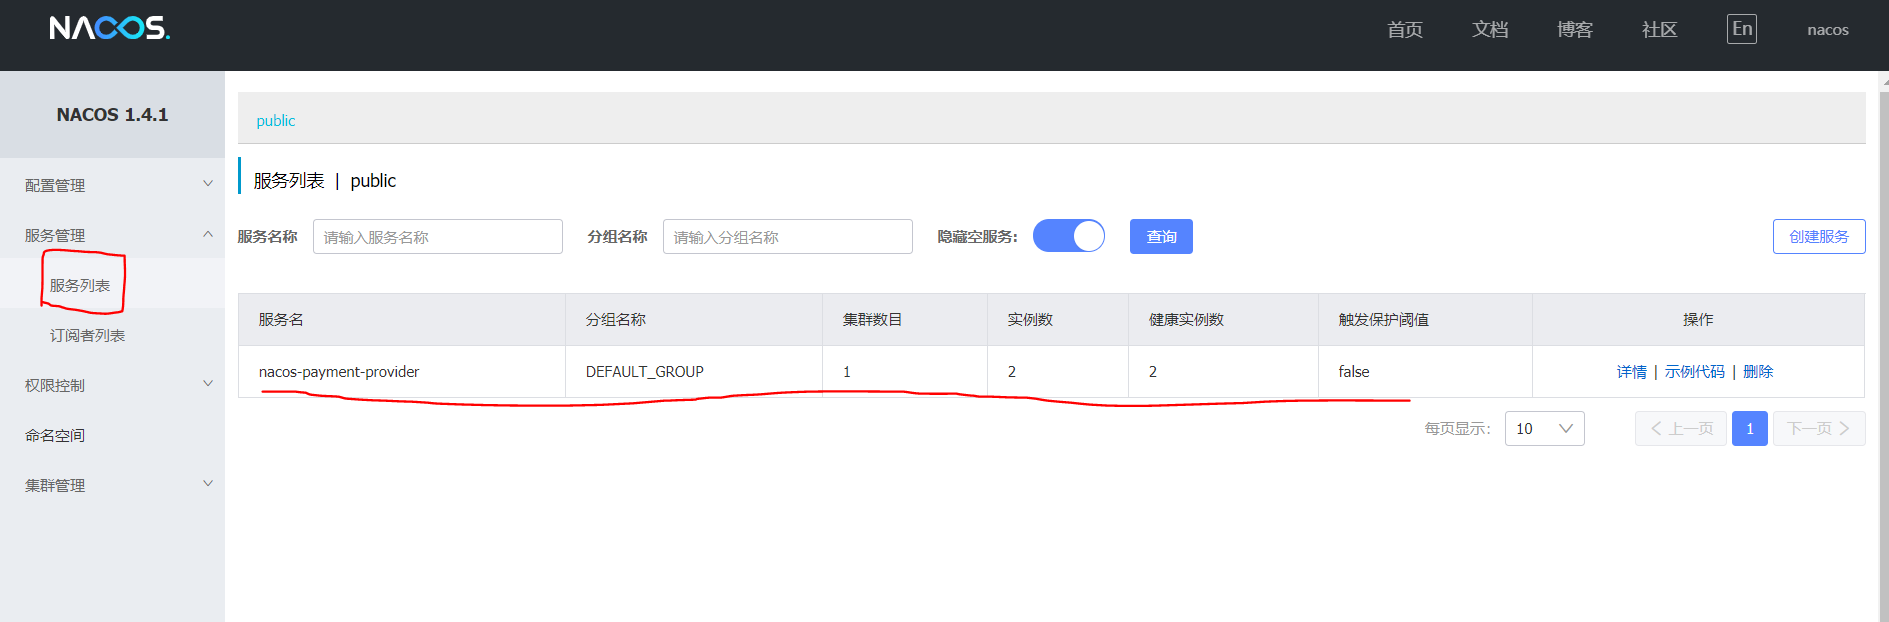 NACOS.
首页 文档 博客 社区 En nacos
NACOS 1.4.1
配置管理
服务管理
服务列表
订阅者列表
权限控制
命名空间
集群管理
public
服务列表 | public
服务名称 请输入服务名称 分组名称 请输入分组名称 隐藏空服务: 查询 创建服务
服务名 分组名称 集群数目 实例数 健康实例数 触发保护阈值 操作
nacos-payment-provider DEFAULT_GROUP 1 2 2 false 详情 | 示例代码 | 删除
每页显示: 10 上一页 1 下一页